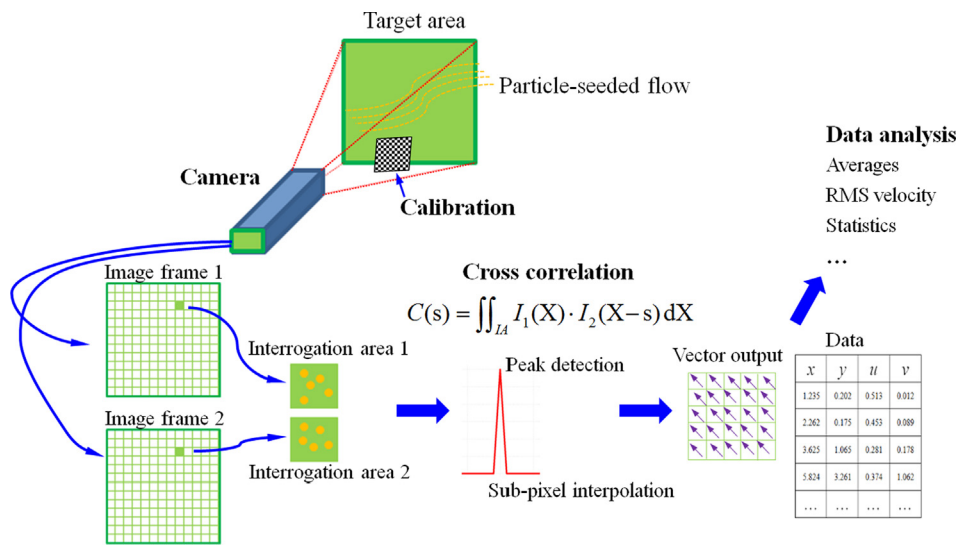 Target area
Particle-seeded flow
Camera
Calibration
Image frame 1
Interrogation area 1
Image frame 2
Interrogation area 2
Cross correlation
C(s) = ∬_{IA} I_1(X) · I_2(X−s) dX
Peak detection
Sub-pixel interpolation
Vector output
Data analysis
Averages
RMS velocity
Statistics
...
Data
x y u v
1.235 0.202 0.513 0.012
2.262 0.175 0.453 0.089
3.625 1.065 0.281 0.178
5.824 3.261 0.374 1.062
... ... ... ...